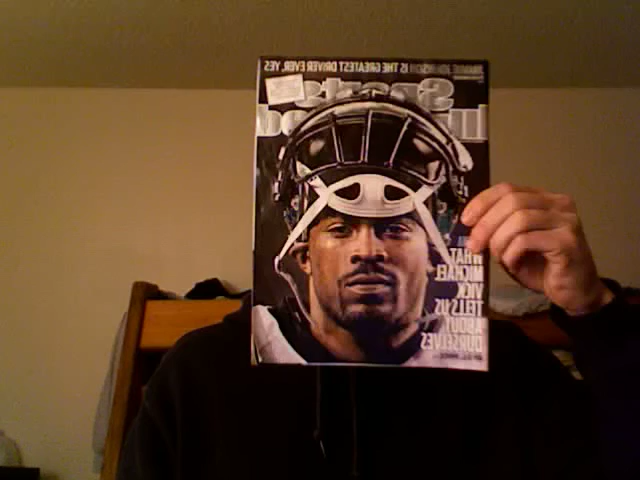 JIMMIE JOHNSON IS THE GREATEST DRIVER EVER. YES,
Sports
Illustrated
WHAT
MICHAEL
VICK
TELLS US
ABOUT
OURSELVES